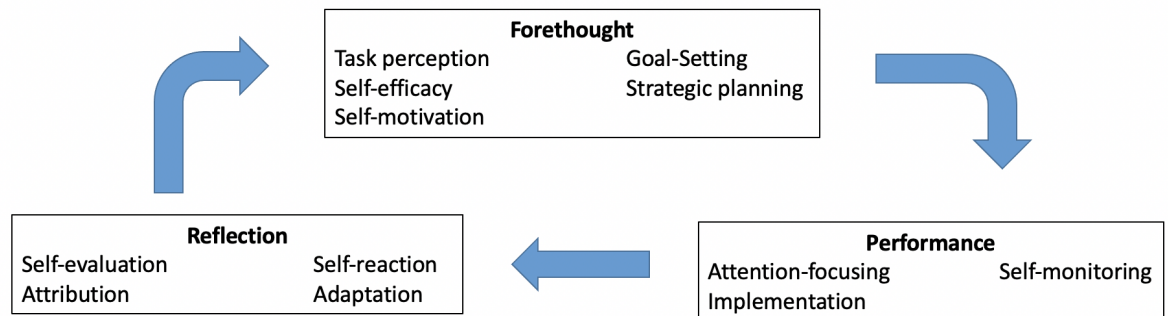 Forethought
Task perception Goal-Setting
Self-efficacy Strategic planning
Self-motivation
Reflection
Self-evaluation Self-reaction
Attribution Adaptation
Performance
Attention-focusing Self-monitoring
Implementation